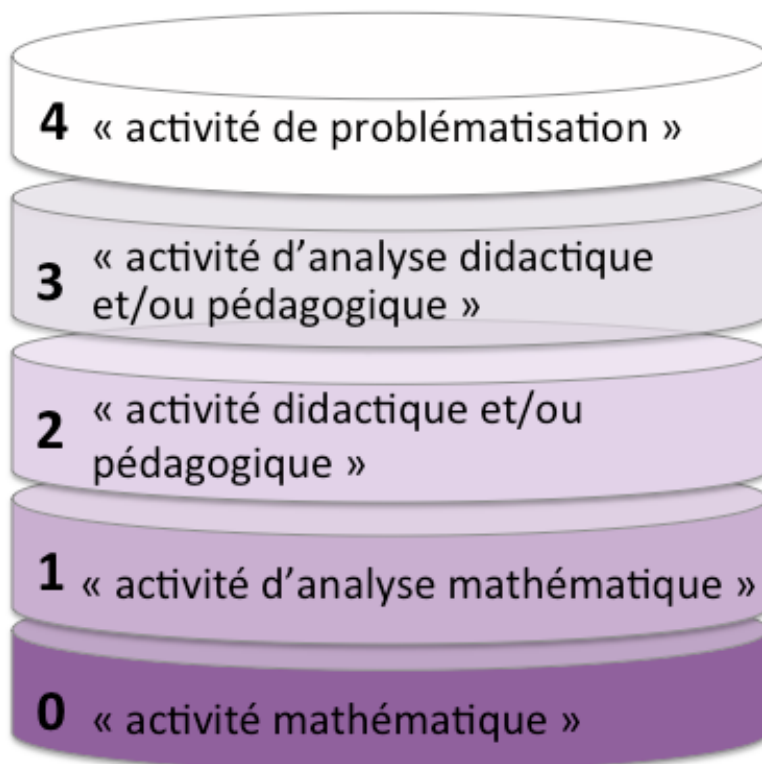 4 « activité de problématisation »
3 « activité d’analyse didactique
et/ou pédagogique »
2 « activité didactique et/ou
pédagogique »
1 « activité d’analyse mathématique »
0 « activité mathématique »